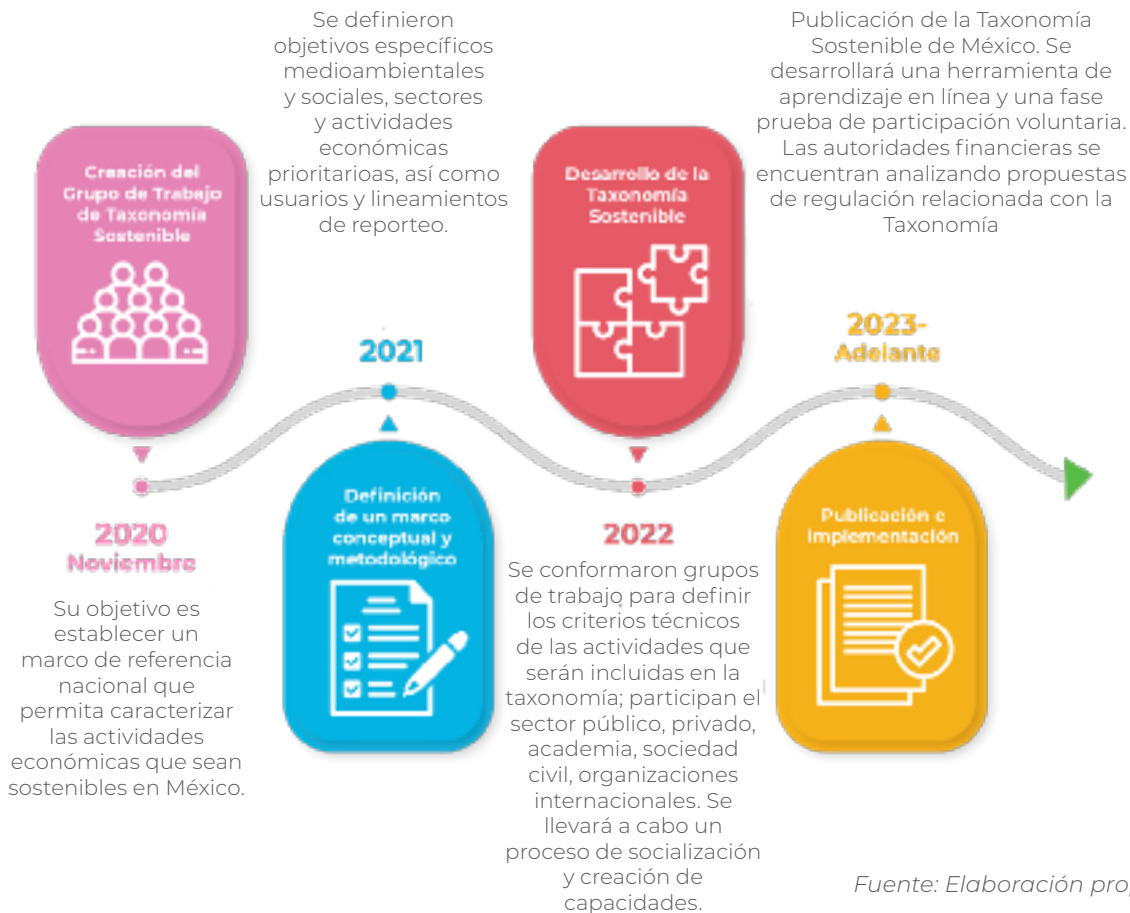 Creación del
Grupo de Trabajo
de Taxonomía
Sostenible
2020
Noviembre
Su objetivo es
establecer un
marco de referencia
nacional que
permita caracterizar
las actividades
económicas que sean
sostenibles en México.
Se definieron
objetivos específicos
medioambientales
y sociales, sectores
y actividades
económicas
prioritarioas, así como
usuarios y lineamientos
de reporteo.
2021
Definición
de un marco
conceptual y
metodológico
Desarrollo de la
Taxonomía
Sostenible
2022
Se conformaron grupos
de trabajo para definir
los criterios técnicos
de las actividades que
serán incluidas en la
taxonomía; participan el
sector público, privado,
academia, sociedad
civil, organizaciones
internacionales. Se
llevará a cabo un
proceso de socialización
y creación de
capacidades.
Publicación de la Taxonomía
Sostenible de México. Se
desarrollará una herramienta de
aprendizaje en línea y una fase
prueba de participación voluntaria.
Las autoridades financieras se
encuentran analizando propuestas
de regulación relacionada con la
Taxonomía
2023-
Adelante
Publicación e
Implementación
Fuente: Elaboración